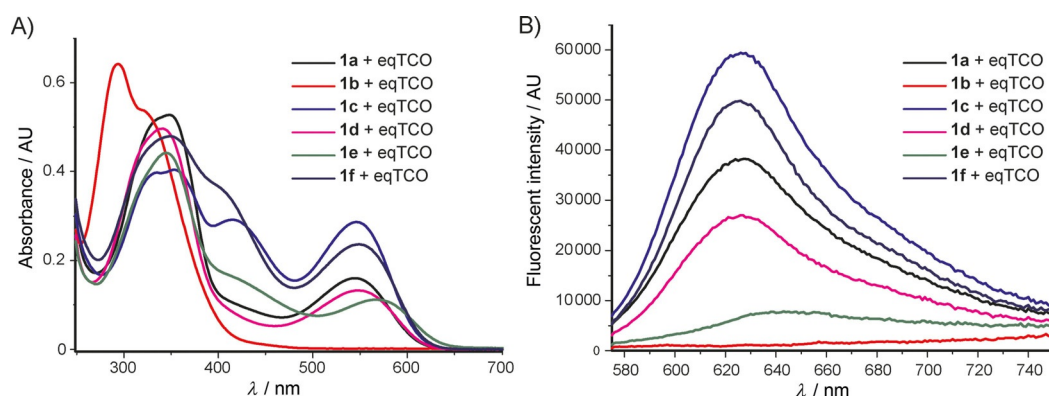 A)
Absorbance / AU
0.6
0.4
0.2
0
300
400
500
600
700
λ / nm
1a + eqTCO
1b + eqTCO
1c + eqTCO
1d + eqTCO
1e + eqTCO
1f + eqTCO
B)
Fluorescent intensity / AU
60000
50000
40000
30000
20000
10000
0
580
600
620
640
660
680
700
720
740
λ / nm
1a + eqTCO
1b + eqTCO
1c + eqTCO
1d + eqTCO
1e + eqTCO
1f + eqTCO